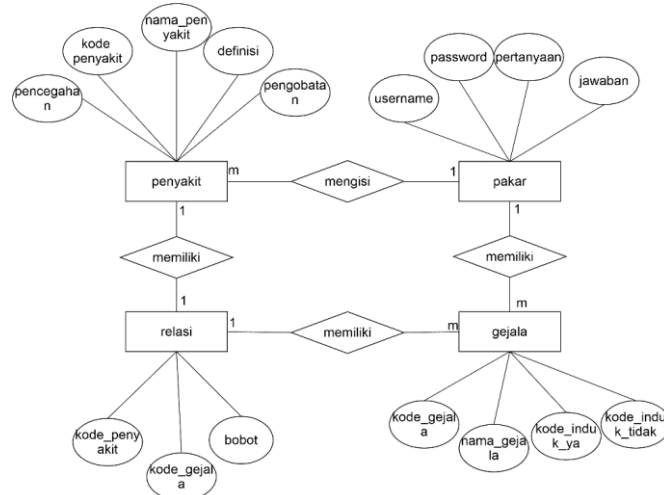 nama_pen
yakit
kode
penyakit
definisi
pencegaha
n
pengobata
n
password
pertanyaan
username
jawaban
penyakit
m
mengisi
1
pakar
1
1
memiliki
memiliki
1
m
relasi
1
memiliki
m
gejala
kode_peny
akit
kode_gejal
a
bobot
kode_gejal
a
nama_geja
la
kode_indu
k_ya
kode_indu
k_tidak